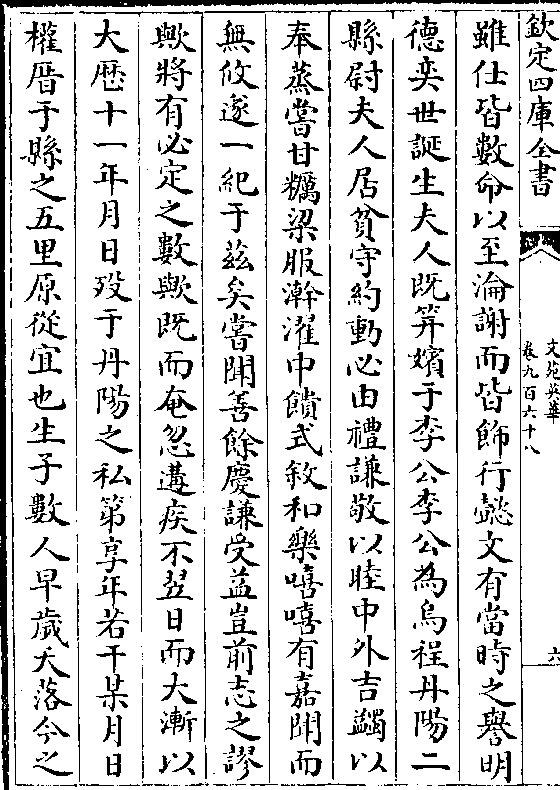 欽定四庫全書
文苑英華
卷九百六十八
六
雖仕皆數命以至淪謝而皆飾行懿文有當時之譽明
德奕世誕生夫人既笄嬪于李公李公為烏程丹陽二
縣尉夫人居貧守約動必由禮謙敬以睦中外吉蠲以
奉蒸嘗甘糲粱服澣濯中饋式敘和樂嘻嘻有嘉聞而
無攸遂一紀于茲矣嘗聞善餘慶謙受益豈前志之謬
歟將有必定之數歟既而奄忽遘疾不翌日而大漸以
大厯十一年月日歿于丹陽之私第享年若干某月日
權厝于縣之五里原從宜也生子數人早歲夭落今之